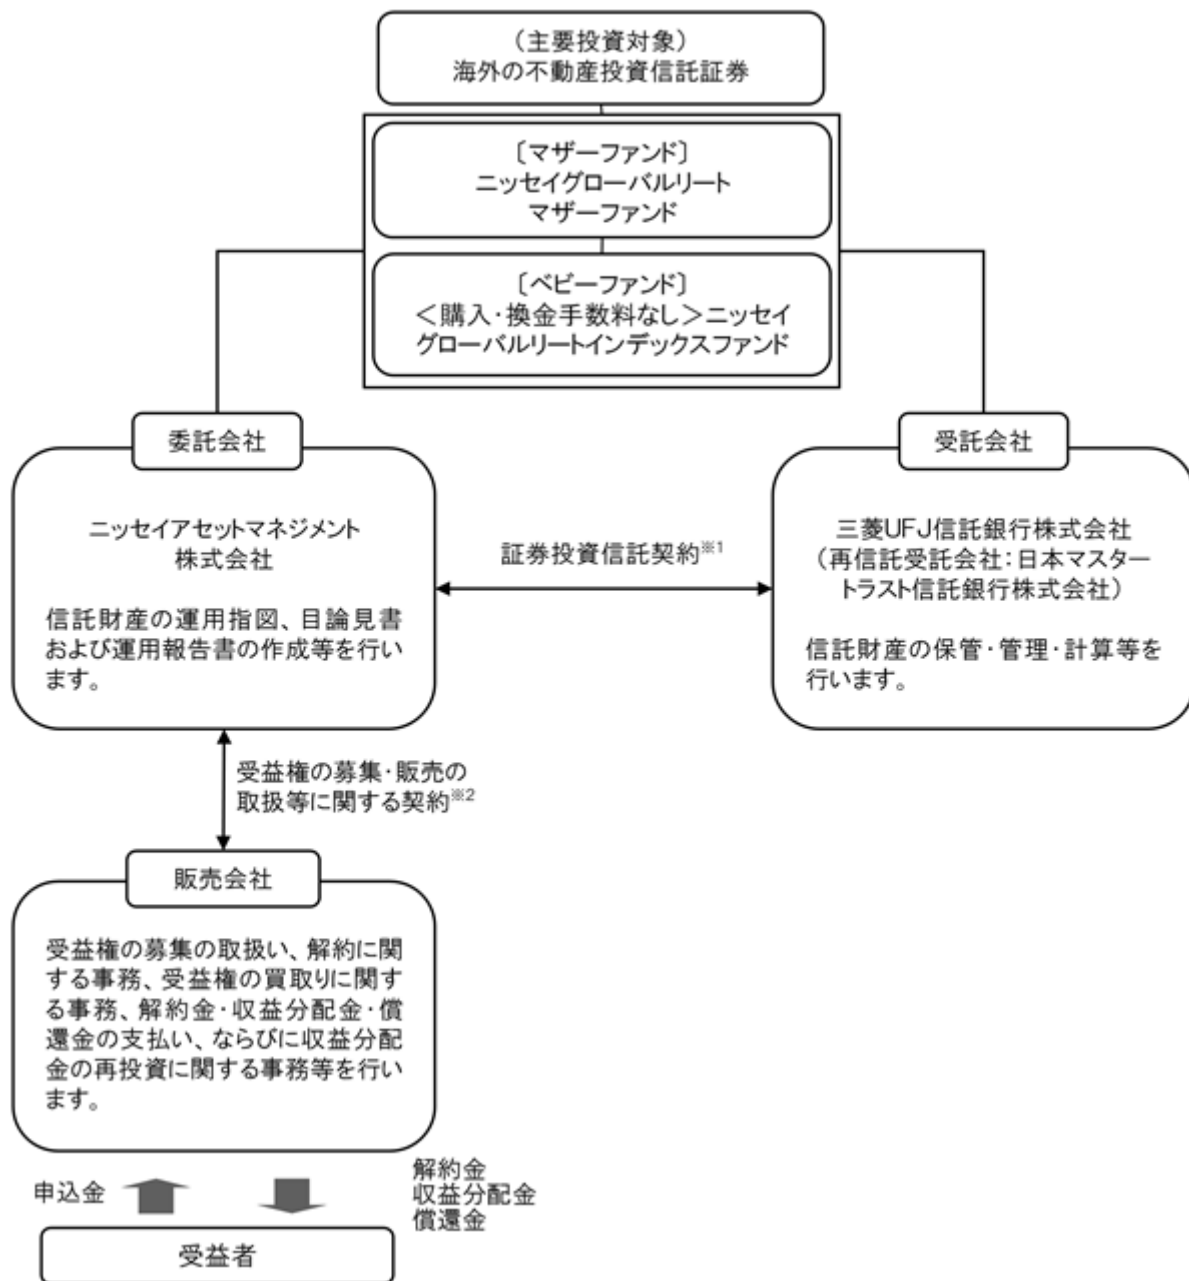 （主要投資対象）
海外の不動産投資信託証券
〔マザーファンド〕
ニッセイグローバルリート
マザーファンド
〔ベビーファンド〕
＜購入・換金手数料なし＞ニッセイ
グローバルリートインデックスファンド
委託会社
ニッセイアセットマネジメント
株式会社
信託財産の運用指図、目論見書
および運用報告書の作成等を行い
ます。
証券投資信託契約※1
受託会社
三菱UFJ信託銀行株式会社
（再信託受託会社：日本マスター
トラスト信託銀行株式会社）
信託財産の保管・管理・計算等を
行います。
受益権の募集・販売の
取扱等に関する契約※2
販売会社
受益権の募集の取扱い、解約に関
する事務、受益権の買取りに関す
る事務、解約金・収益分配金・償
還金の支払い、ならびに収益分配
金の再投資に関する事務等を行い
ます。
申込金
解約金
収益分配金
償還金
受益者